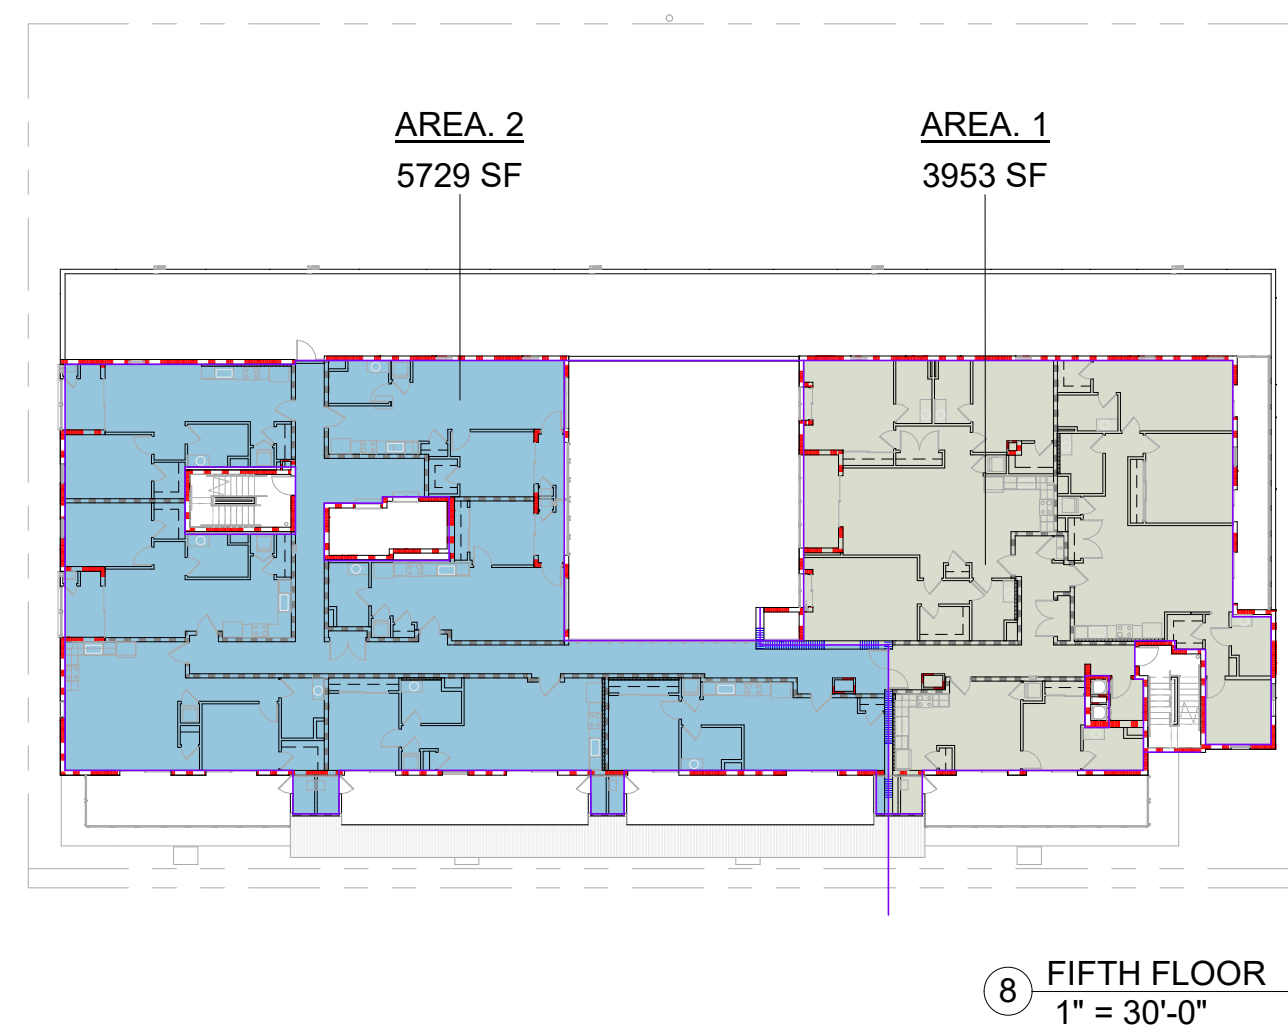 AREA. 2
5729 SF
AREA. 1
3953 SF
8
FIFTH FLOOR
1" = 30'-0"